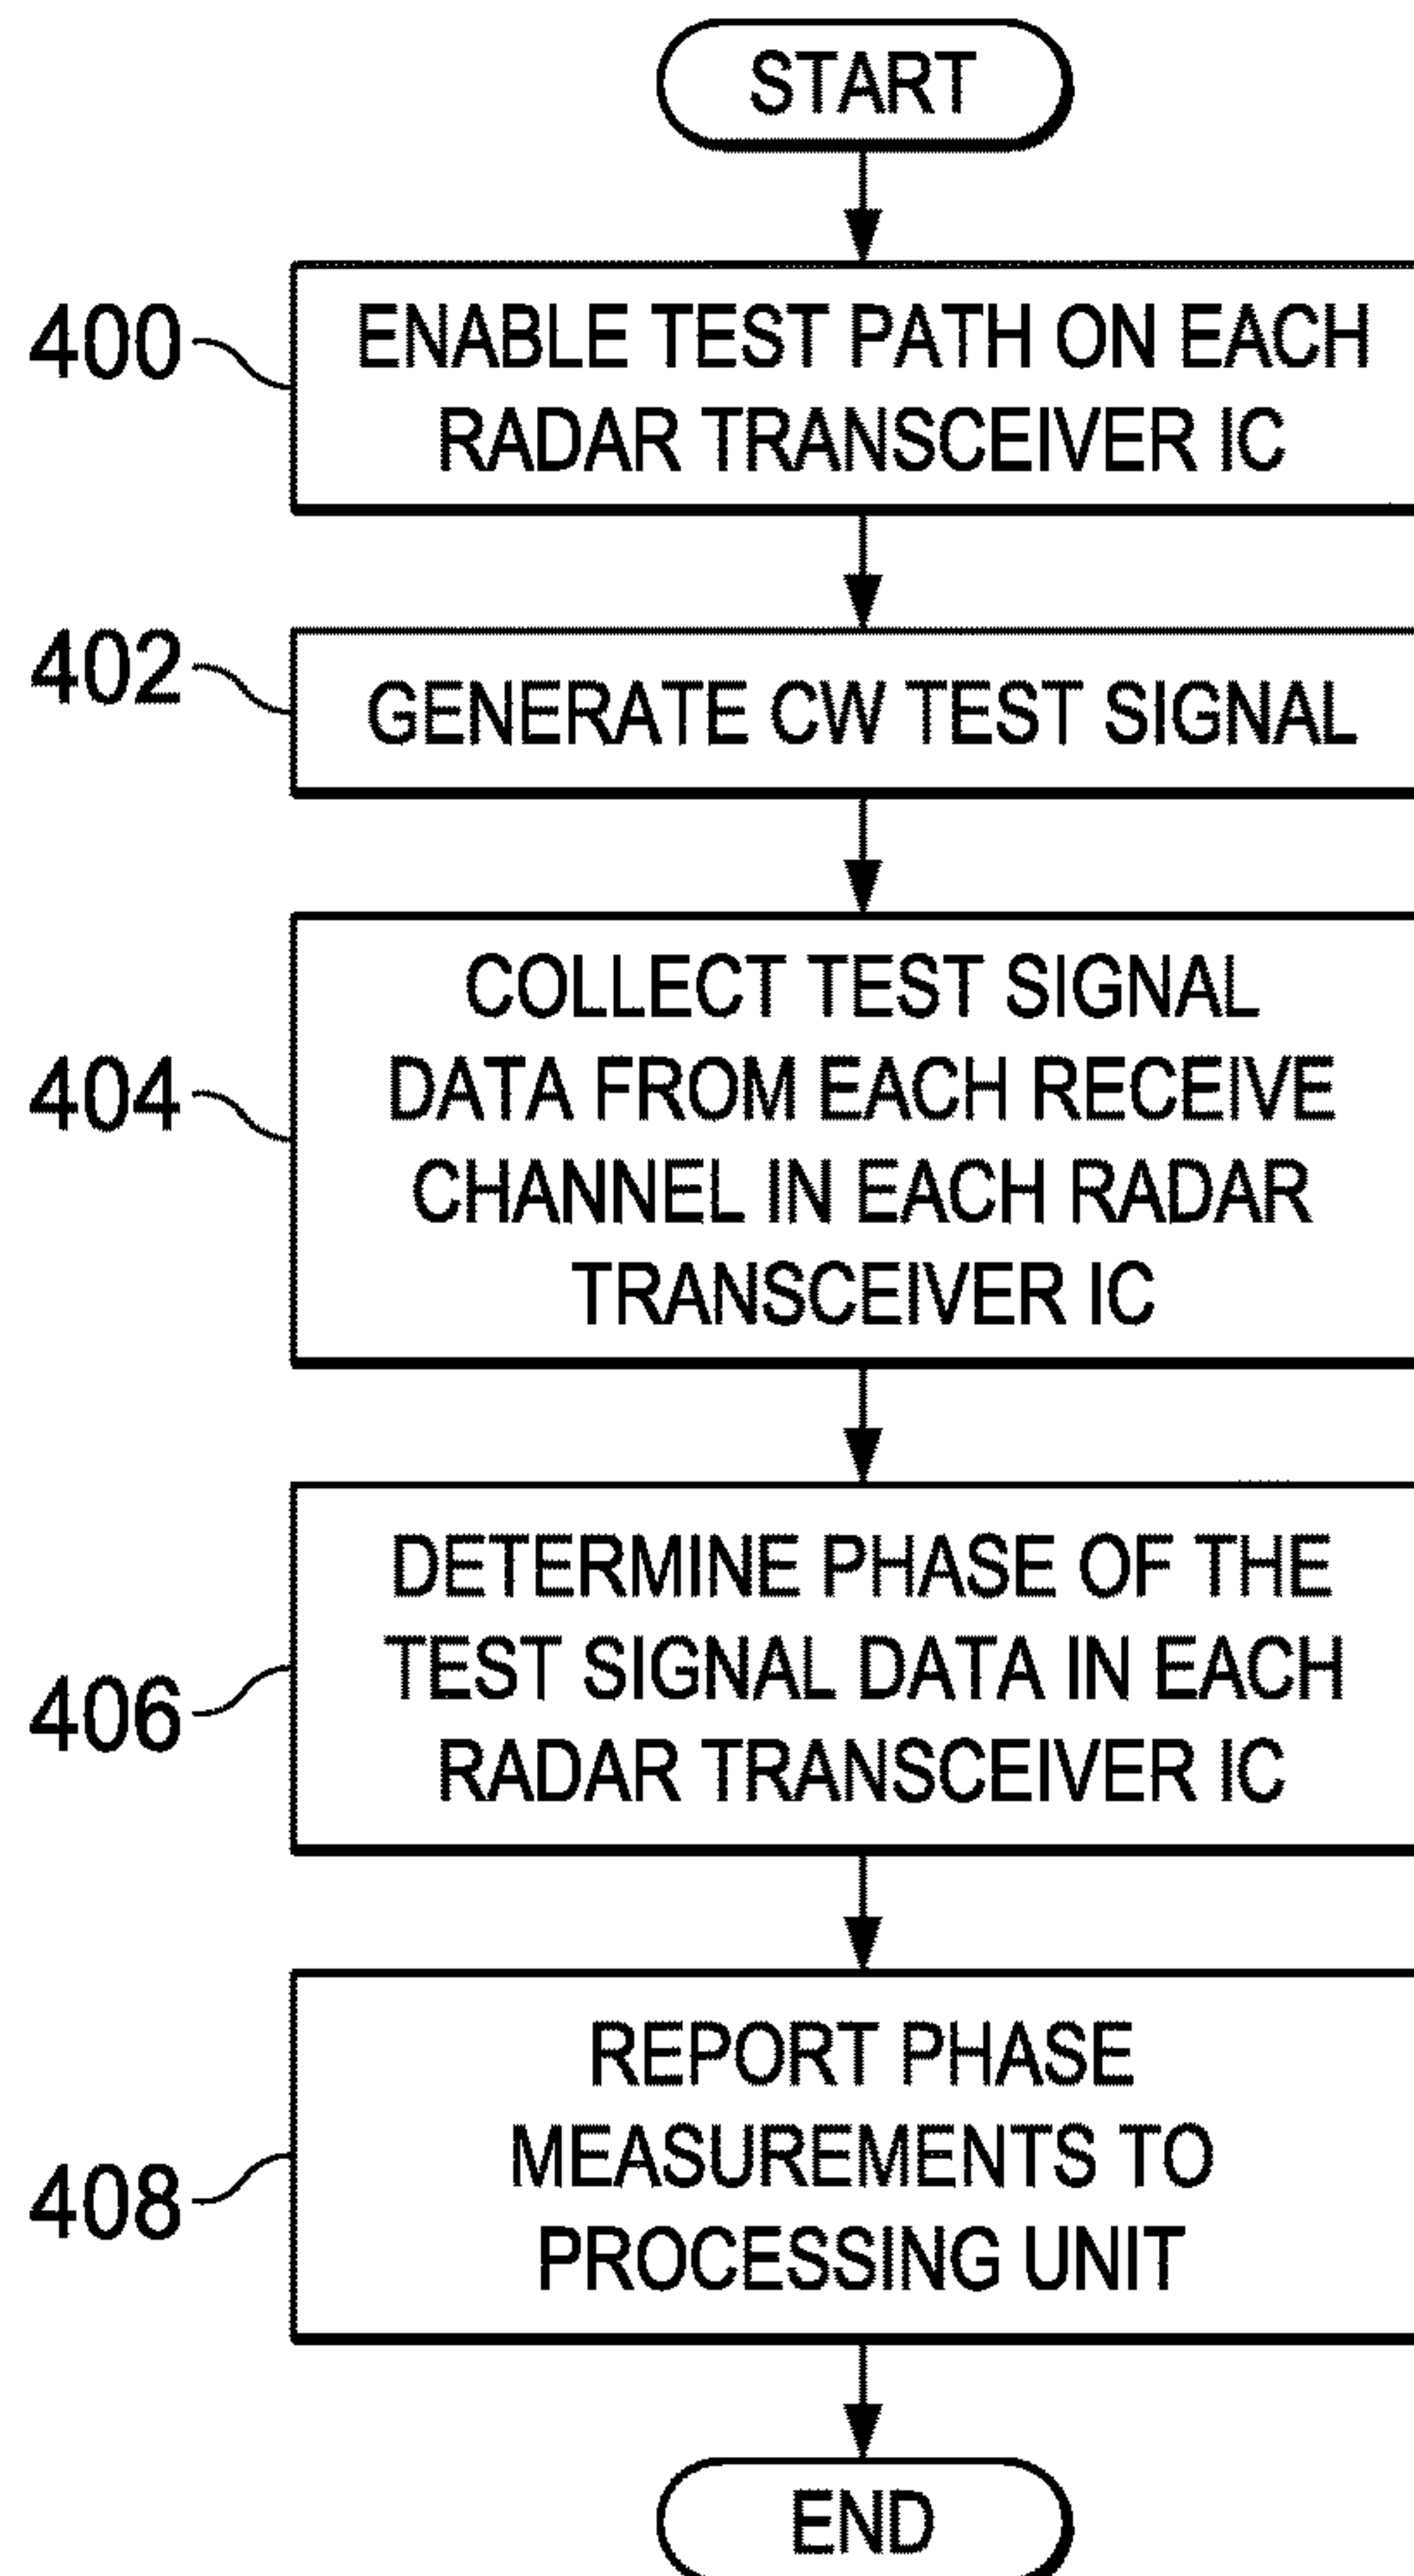 START
400
ENABLE TEST PATH ON EACH
RADAR TRANSCEIVER IC
402
GENERATE CW TEST SIGNAL
404
COLLECT TEST SIGNAL
DATA FROM EACH RECEIVE
CHANNEL IN EACH RADAR
TRANSCEIVER IC
406
DETERMINE PHASE OF THE
TEST SIGNAL DATA IN EACH
RADAR TRANSCEIVER IC
408
REPORT PHASE
MEASUREMENTS TO
PROCESSING UNIT
END